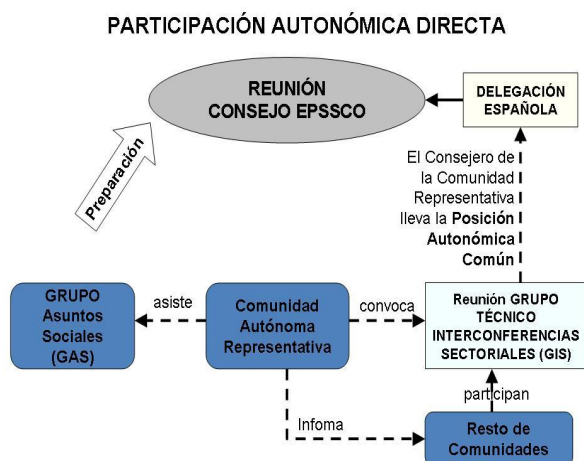 PARTICIPACIÓN AUTONÓMICA DIRECTA
REUNIÓN
CONSEJO EPSSCO
DELEGACIÓN
ESPAÑOLA
Preparación
El Consejero de
la Comunidad
Representativa
lleva la Posición
Autonómica
Común
GRUPO
Asuntos
Sociales
(GAS)
asiste
Comunidad
Autónoma
Representativa
convoca
Reunión GRUPO
TÉCNICO
INTERCONFERENCIAS
SECTORIALES (GIS)
participan
Infoma
Resto de
Comunidades